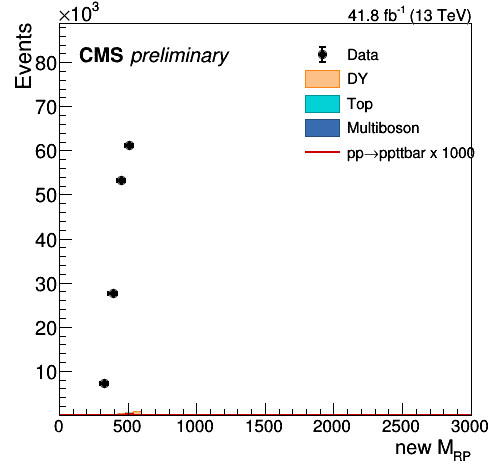 ×10³
41.8 fb⁻¹ (13 TeV)
Events
CMS preliminary
Data
DY
Top
Multiboson
pp→ppttbar x 1000
80
70
60
50
40
30
20
10
0 500 1000 1500 2000 2500 3000
new M_RP